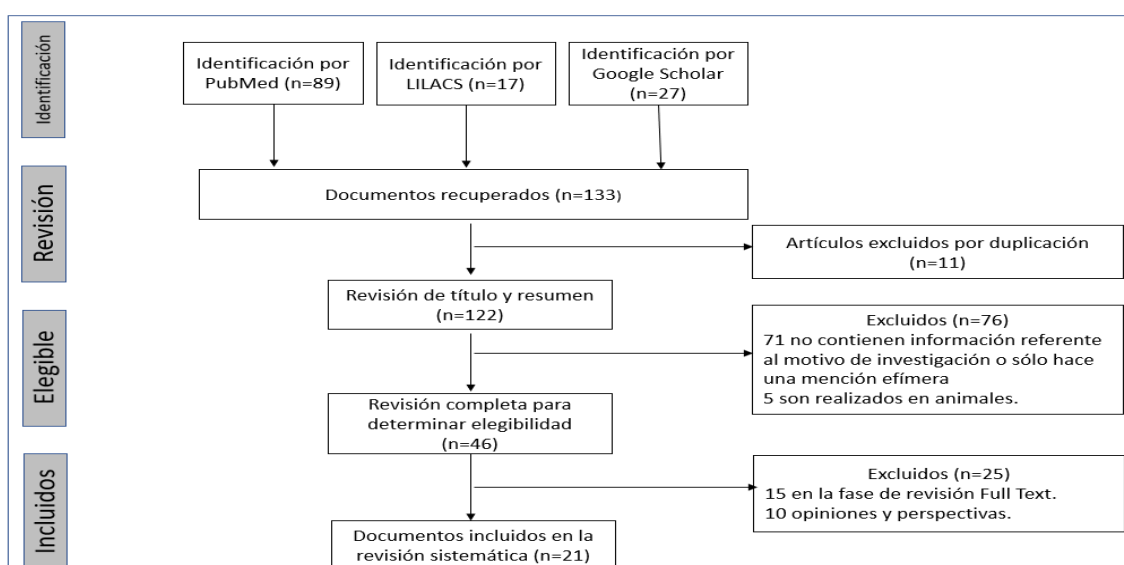 Identificación
Identificación por
PubMed (n=89)
Identificación por
LILACS (n=17)
Identificación por
Google Scholar
(n=27)
Revisión
Documentos recuperados (n=133)
Artículos excluidos por duplicación
(n=11)
Revisión de título y resumen
(n=122)
Elegible
Excluidos (n=76)
71 no contienen información referente
al motivo de investigación o sólo hace
una mención efímera
5 son realizados en animales.
Revisión completa para
determinar elegibilidad
(n=46)
Incluidos
Excluidos (n=25)
15 en la fase de revisión Full Text.
10 opiniones y perspectivas.
Documentos incluidos en la
revisión sistemática (n=21)